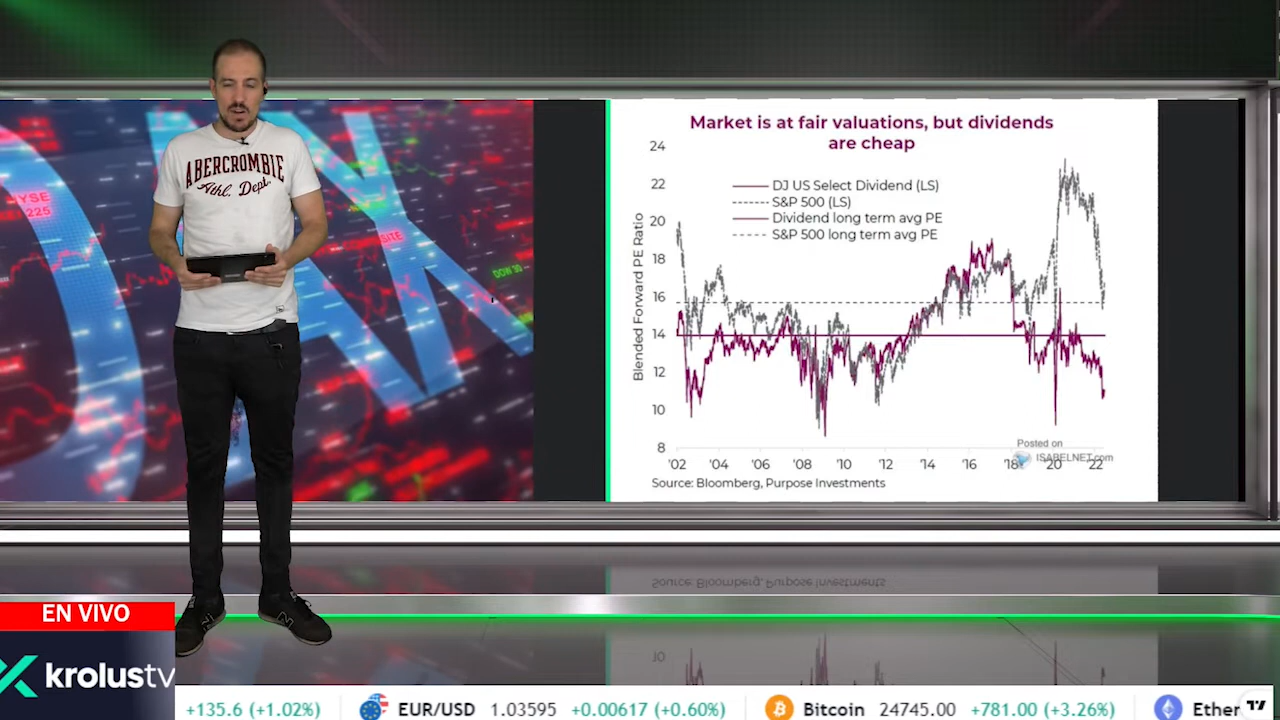 ABERCROMBIE
Athl. Dept.
NYSE
225
DOW 30
Market is at fair valuations, but dividends
are cheap
DJ US Select Dividend (LS)
S&P 500 (LS)
Dividend long term avg PE
S&P 500 long term avg PE
Blended Forward PE Ratio
24
22
20
18
16
14
12
10
8
'02 '04 '06 '08 '10 '12 '14 '16 '18 '20 '22
Posted on
ISABELNET.com
Source: Bloomberg, Purpose Investments
EN VIVO
krolustv
+135.6 (+1.02%) EUR/USD 1.03595 +0.00617 (+0.60%) Bitcoin 24745.00 +781.00 (+3.26%) Ether